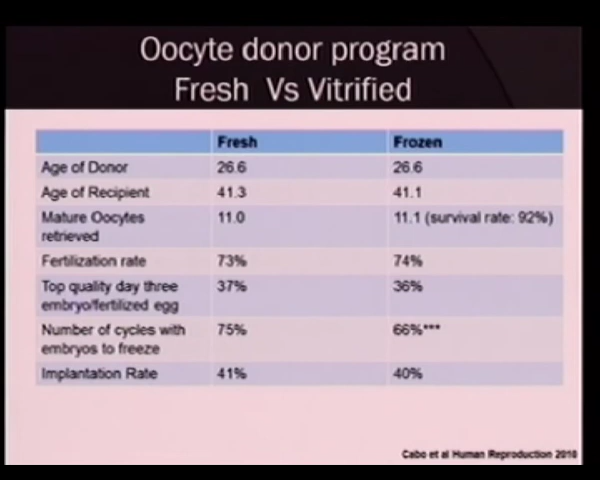 Oocyte donor program
Fresh Vs Vitrified
Fresh Frozen
Age of Donor 26.6 26.6
Age of Recipient 41.3 41.1
Mature Oocytes 11.0 11.1 (survival rate: 92%)
retrieved
Fertilization rate 73% 74%
Top quality day three 37% 36%
embryo/fertilized egg
Number of cycles with 75% 66%***
embryos to freeze
Implantation Rate 41% 40%
Cabo et al Human Reproduction 2010